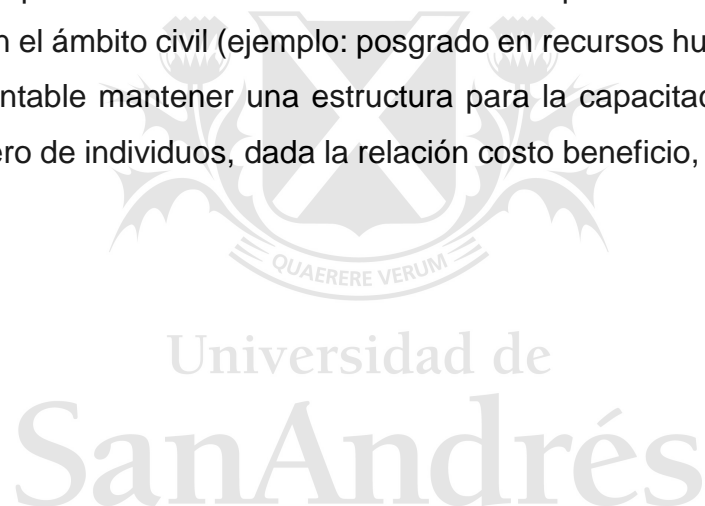 n el ámbito civil (ejemplo: posgrado en recursos hu
ntable mantener una estructura para la capacitac
ero de individuos, dada la relación costo beneficio,
QUAERERE VERUM
Universidad de
SanAndrés